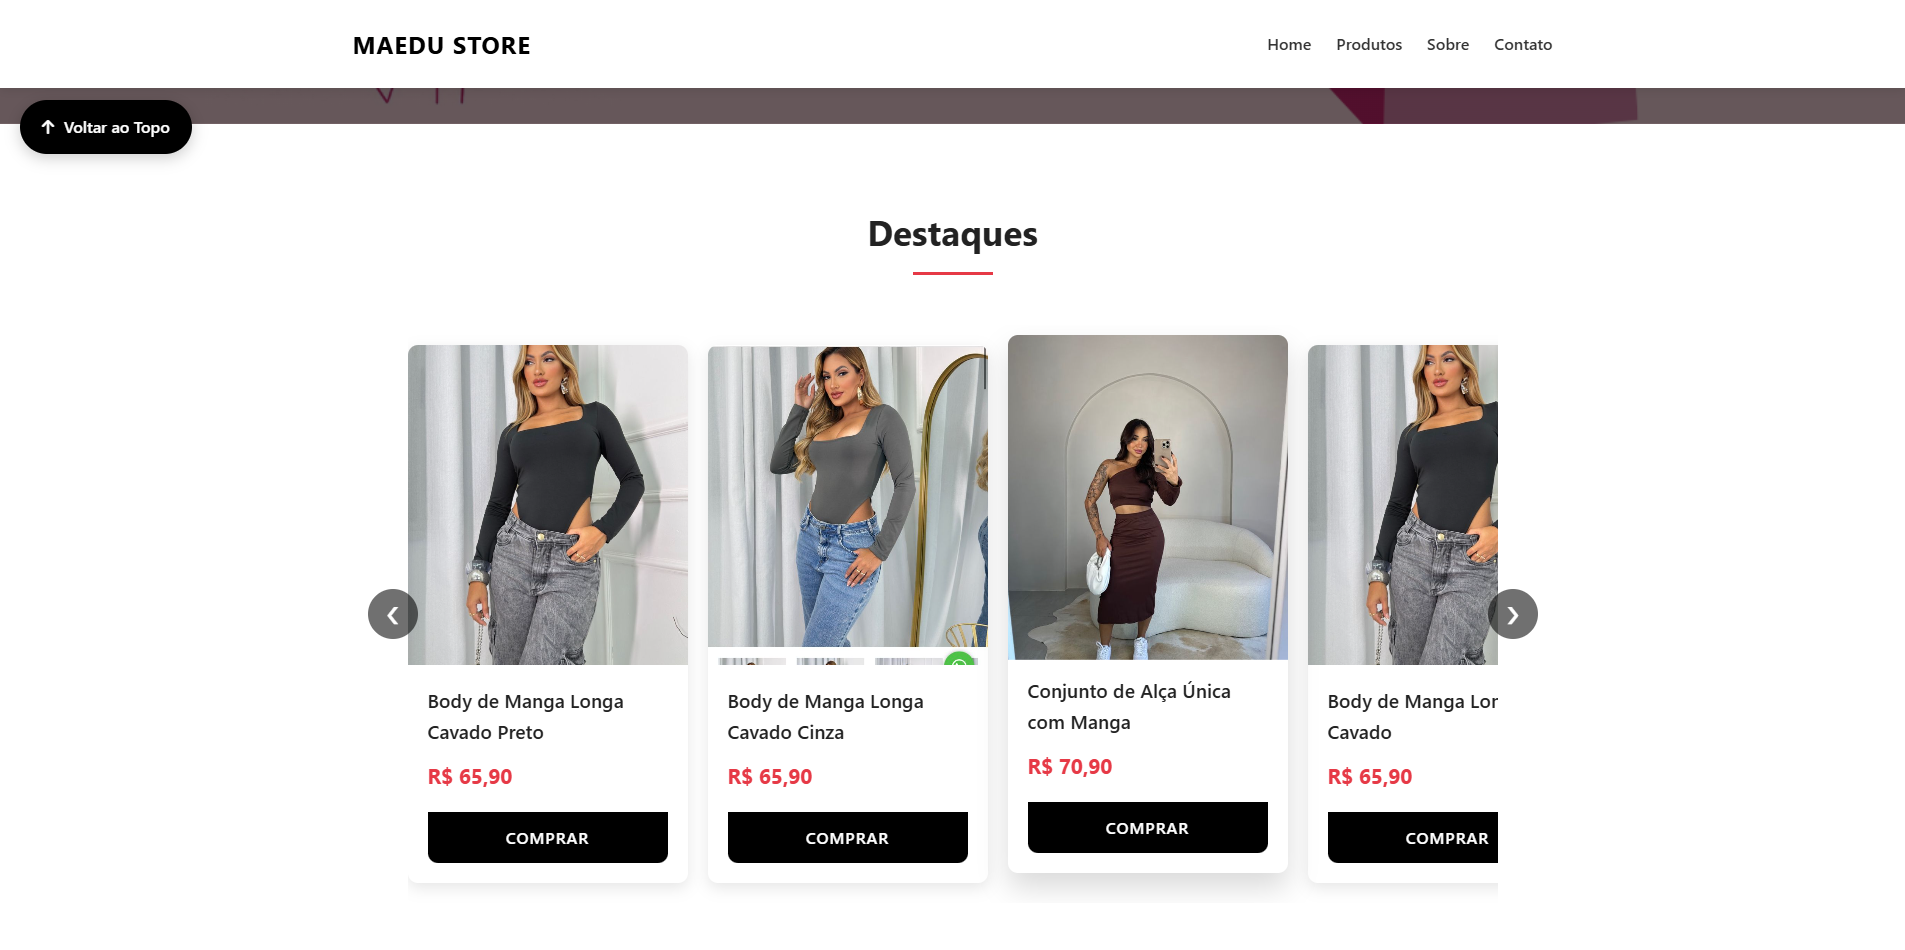 MAEDU STORE
Home
Produtos
Sobre
Contato
Voltar ao Topo
Destaques
Body de Manga Longa
Cavado Preto
R$ 65,90
COMPRAR
Body de Manga Longa
Cavado Cinza
R$ 65,90
COMPRAR
Conjunto de Alça Única
com Manga
R$ 70,90
COMPRAR
Body de Manga Lon
Cavado
R$ 65,90
COMPRAR